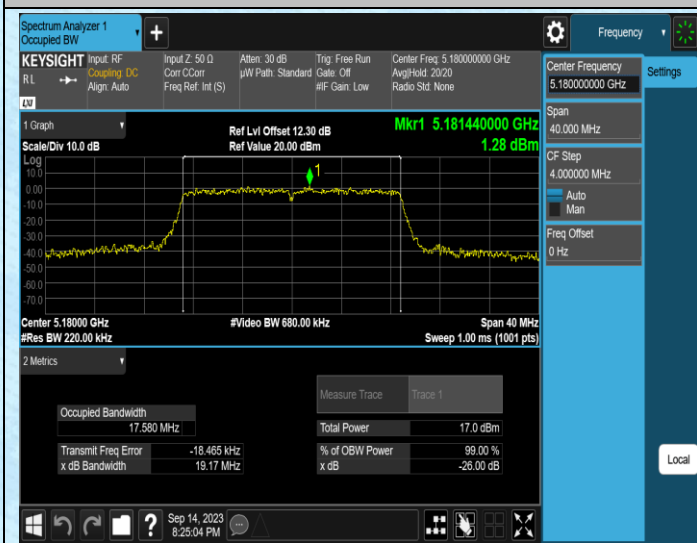 Spectrum Analyzer 1
Occupied BW
Frequency
KEYSIGHT
R L
LXI
Input: RF
Coupling: DC
Align: Auto
Input Z: 50 Ω
Corr CCorr
Freq Ref: Int (S)
Atten: 30 dB
µW Path: Standard
Trig: Free Run
Gate: Off
#IF Gain: Low
Center Freq: 5.180000000 GHz
Avg|Hold: 20/20
Radio Std: None
Center Frequency
5.180000000 GHz
Settings
Span
40.000 MHz
CF Step
4.000000 MHz
Auto
Man
Freq Offset
0 Hz
Local
1 Graph
Scale/Div 10.0 dB
Ref Lvl Offset 12.30 dB
Ref Value 20.00 dBm
Mkr1 5.181440000 GHz
1.28 dBm
Log
10.0
0.00
-10.0
-20.0
-30.0
-40.0
-50.0
-60.0
-70.0
1
Center 5.18000 GHz
#Res BW 220.00 kHz
#Video BW 680.00 kHz
Span 40 MHz
Sweep 1.00 ms (1001 pts)
2 Metrics
Measure Trace
Trace 1
Occupied Bandwidth
17.580 MHz
Total Power
17.0 dBm
Transmit Freq Error
-18.465 kHz
% of OBW Power
99.00 %
x dB Bandwidth
19.17 MHz
x dB
-26.00 dB
?
Sep 14, 2023
8:25:04 PM